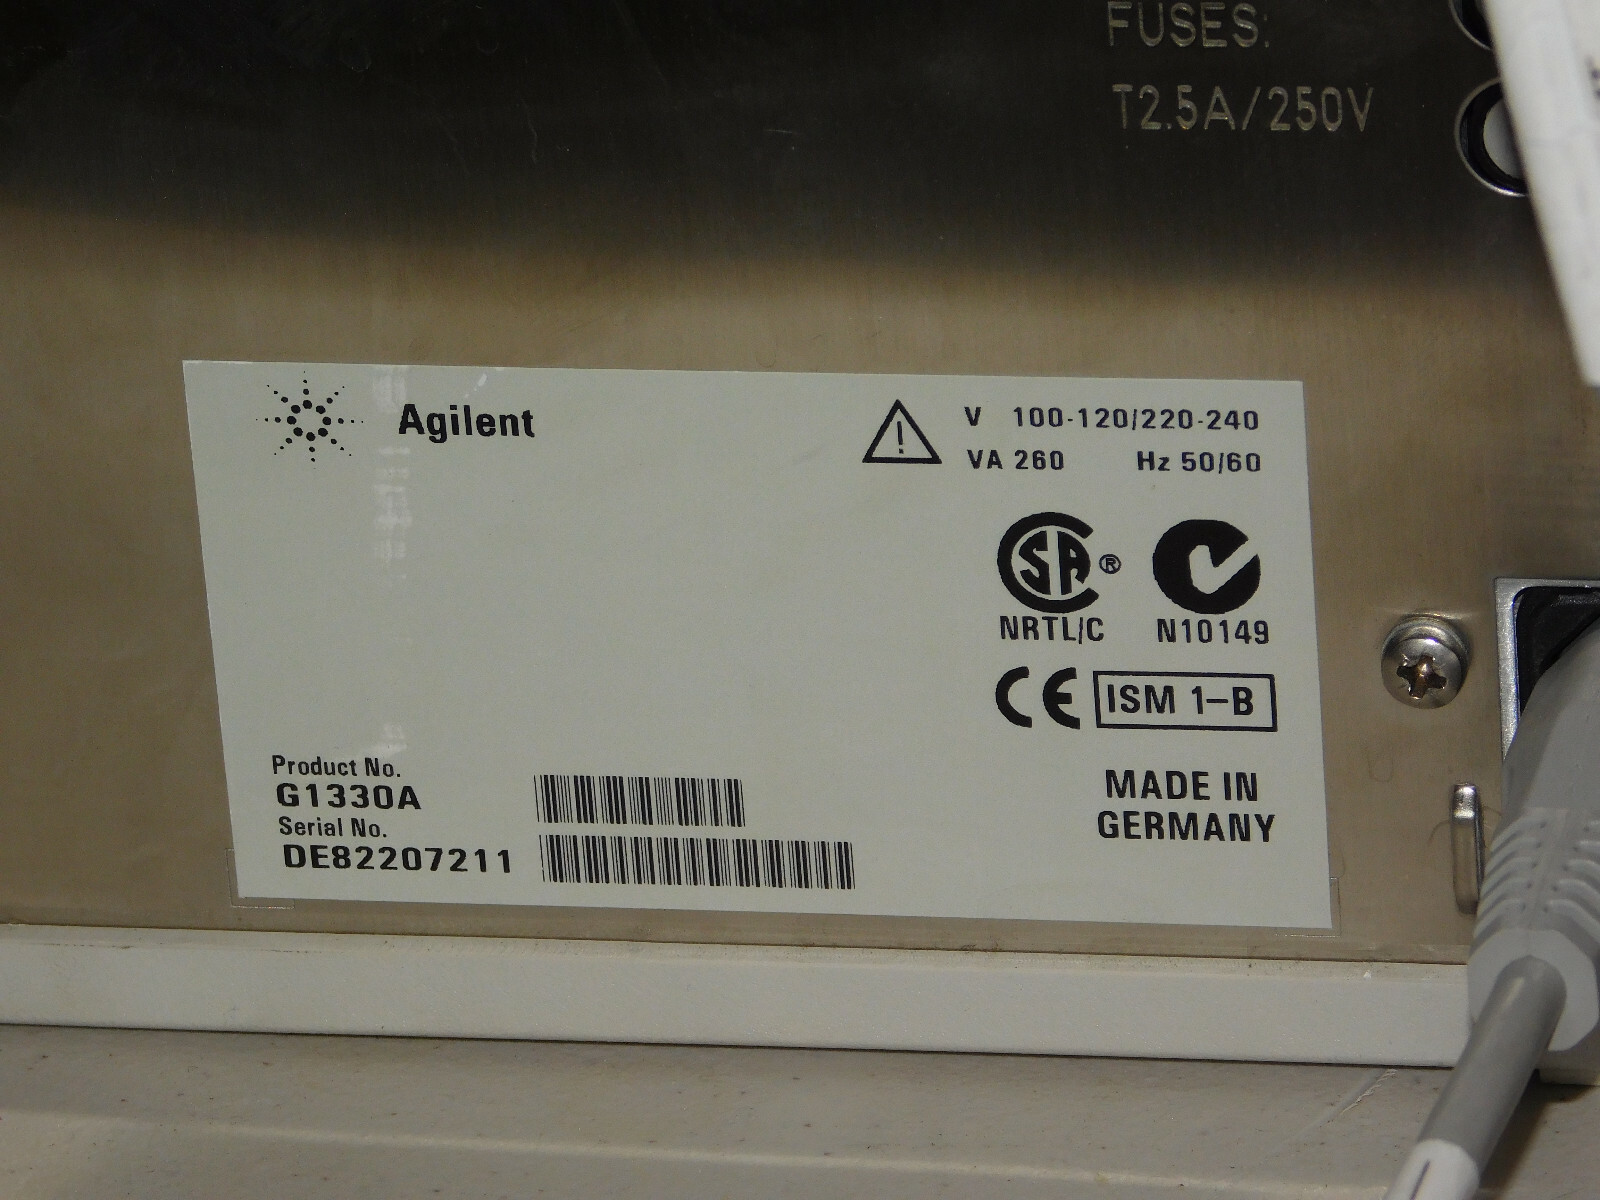 FUSES:
T2.5A/250V
Agilent
V 100-120/220-240
VA 260 Hz 50/60
SA ®
NRTL/C N10149
CE ISM 1-B
Product No.
G1330A
Serial No.
DE82207211
MADE IN
GERMANY